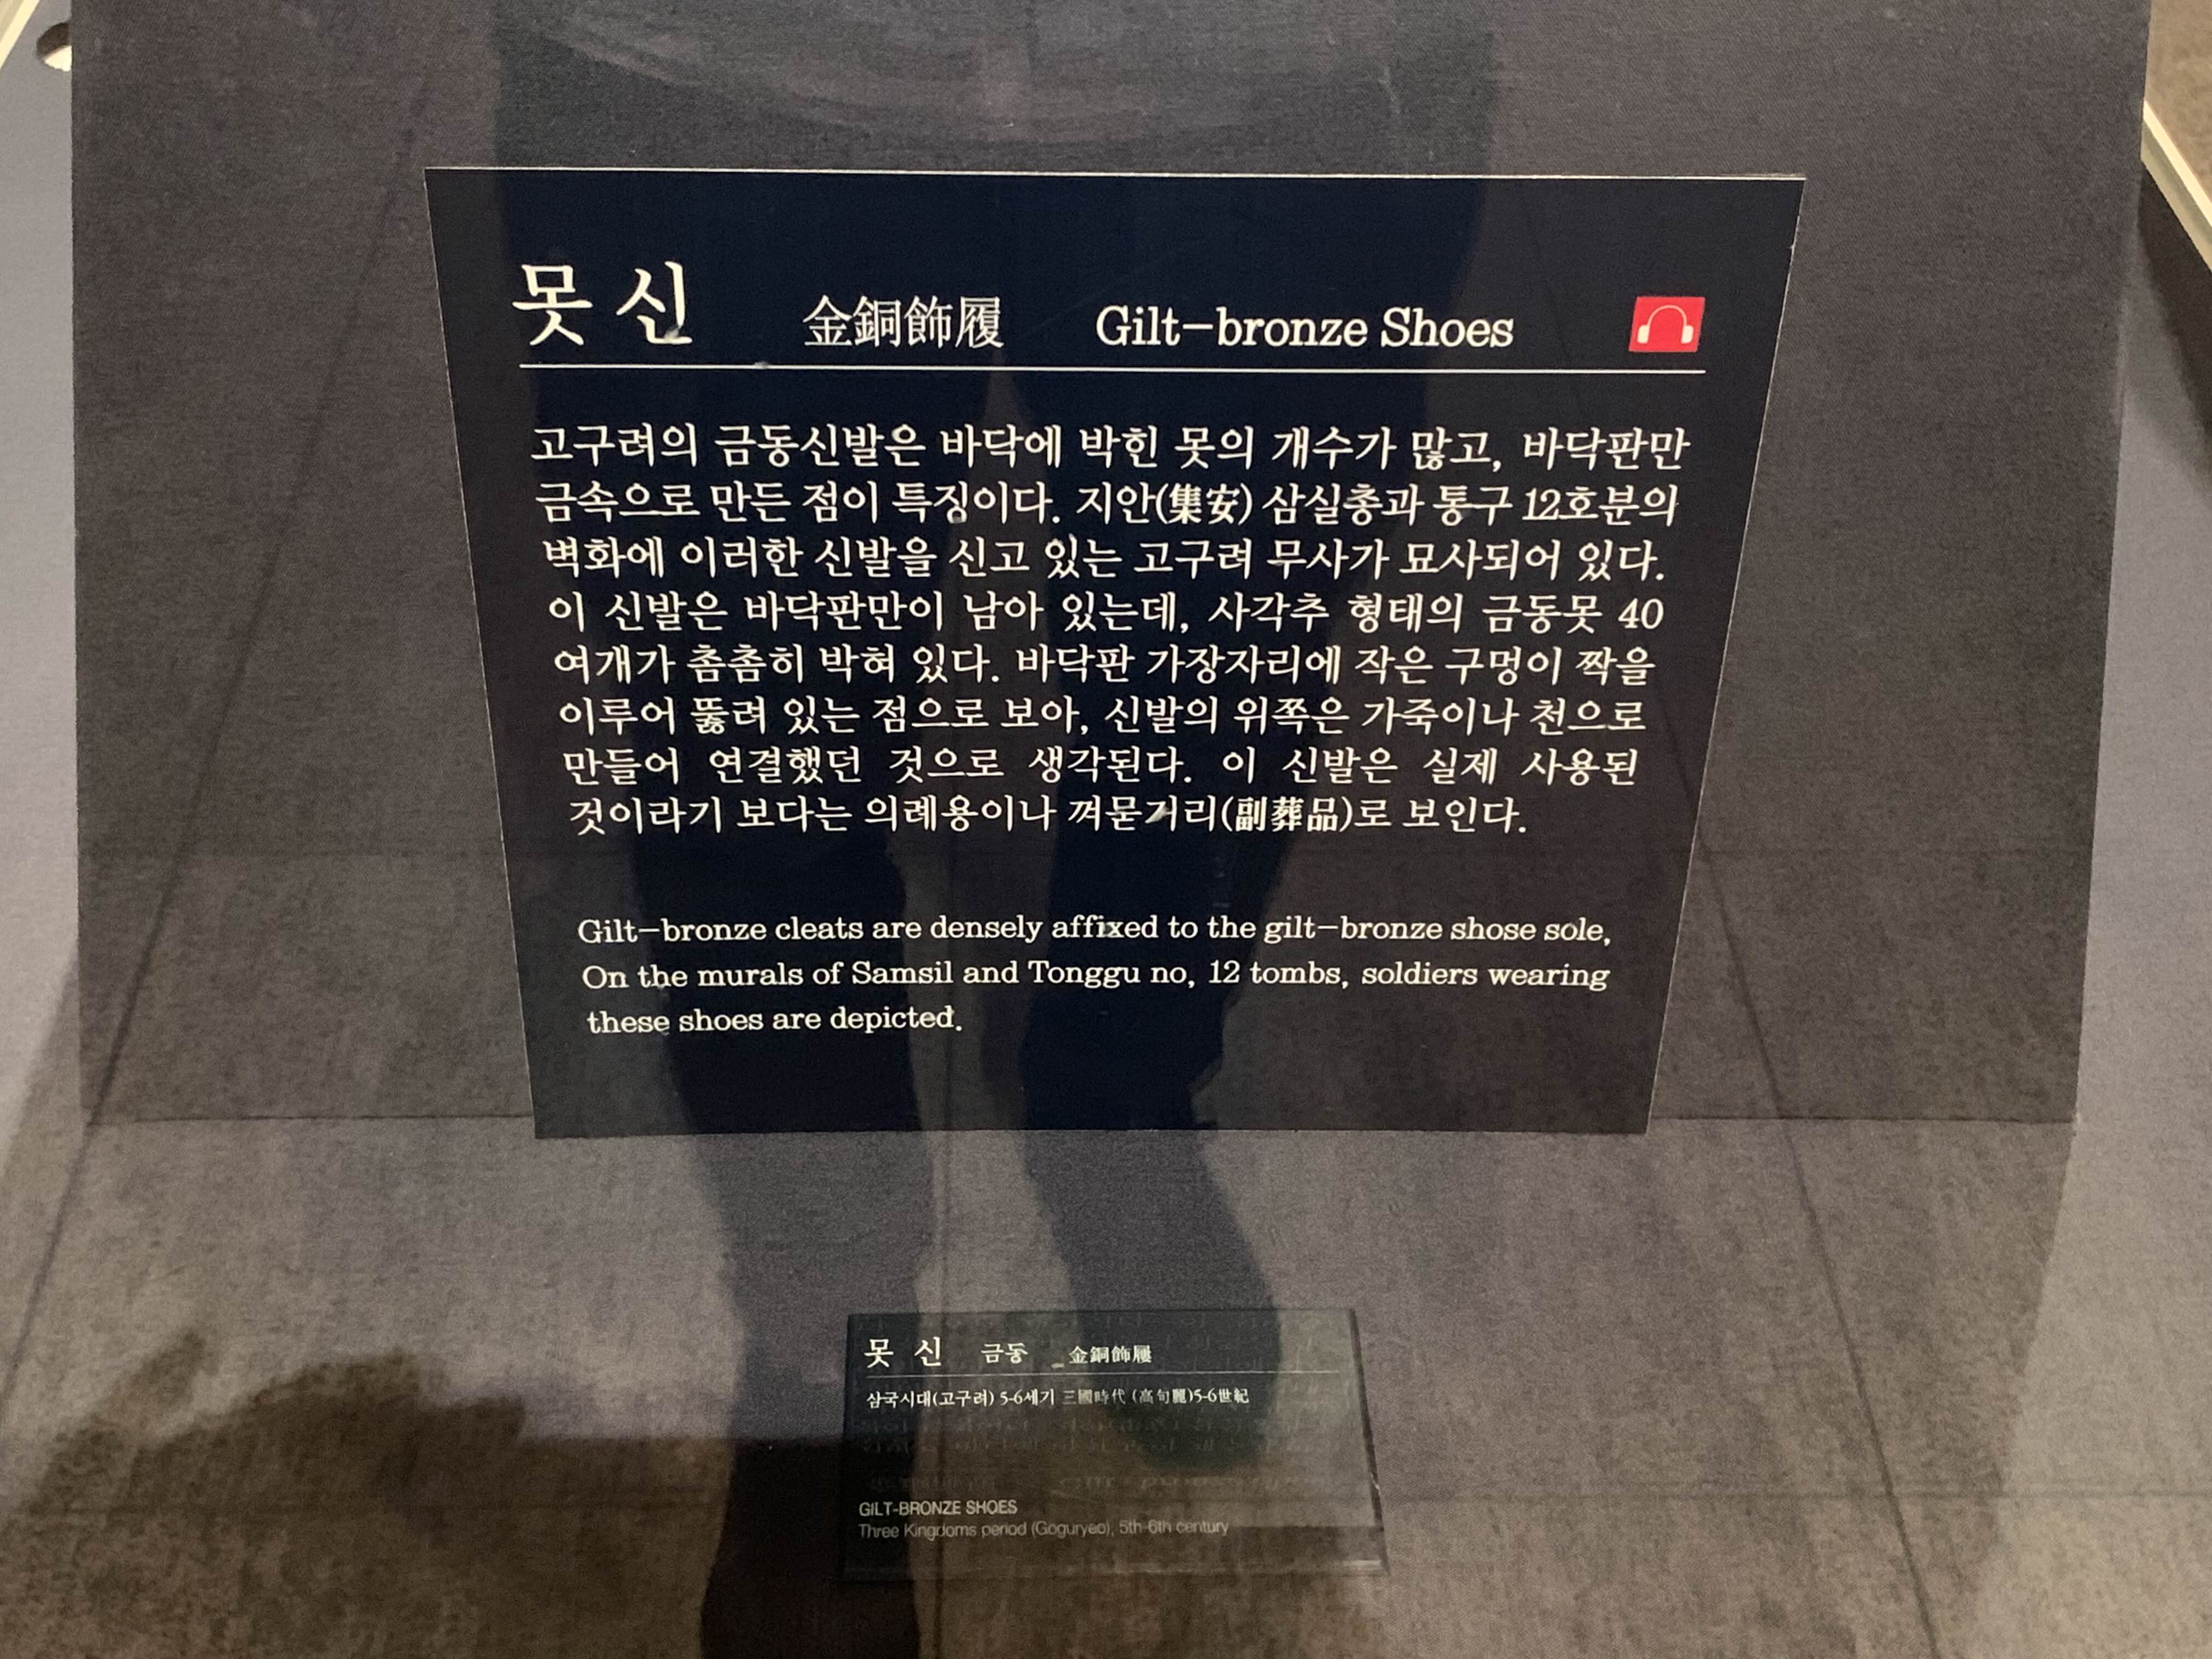 못 신 金銅飾履 Gilt-bronze Shoes
고구려의 금동신발은 바닥에 박힌 못의 개수가 많고, 바닥판만
금속으로 만든 점이 특징이다. 지안(集安) 삼실총과 통구 12호분의
벽화에 이러한 신발을 신고 있는 고구려 무사가 묘사되어 있다.
이 신발은 바닥판만이 남아 있는데, 사각추 형태의 금동못 40
여개가 촘촘히 박혀 있다. 바닥판 가장자리에 작은 구멍이 짝을
이루어 뚫려 있는 점으로 보아, 신발의 위쪽은 가죽이나 천으로
만들어 연결했던 것으로 생각된다. 이 신발은 실제 사용된
것이라기 보다는 의례용이나 껴묻거리(副葬品)로 보인다.
Gilt-bronze cleats are densely affixed to the gilt-bronze shose sole,
On the murals of Samsil and Tonggu no, 12 tombs, soldiers wearing
these shoes are depicted.
못 신 금동 金銅飾履
삼국시대(고구려) 5-6세기 三國時代 (高句麗)5-6世紀
GILT-BRONZE SHOES
Three Kingdoms period (Goguryeo), 5th-6th century